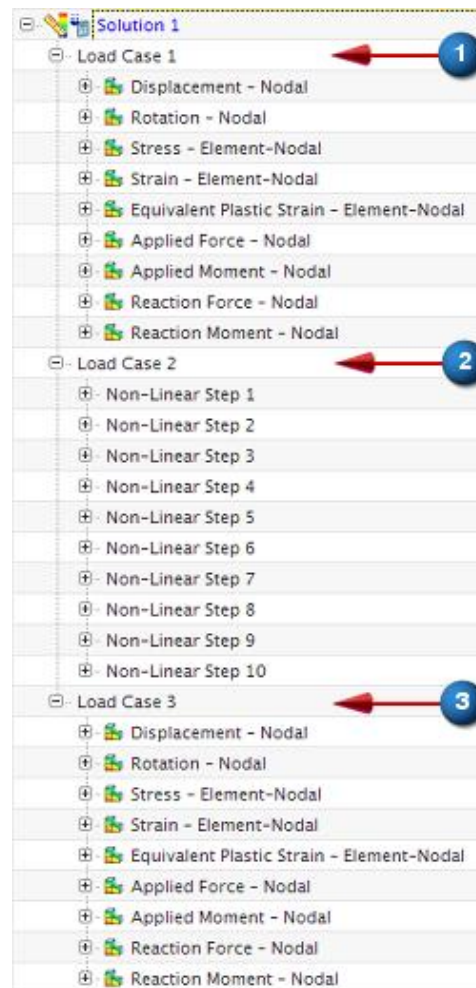 Solution 1
Load Case 1
1
Displacement - Nodal
Rotation - Nodal
Stress - Element-Nodal
Strain - Element-Nodal
Equivalent Plastic Strain - Element-Nodal
Applied Force - Nodal
Applied Moment - Nodal
Reaction Force - Nodal
Reaction Moment - Nodal
Load Case 2
2
Non-Linear Step 1
Non-Linear Step 2
Non-Linear Step 3
Non-Linear Step 4
Non-Linear Step 5
Non-Linear Step 6
Non-Linear Step 7
Non-Linear Step 8
Non-Linear Step 9
Non-Linear Step 10
Load Case 3
3
Displacement - Nodal
Rotation - Nodal
Stress - Element-Nodal
Strain - Element-Nodal
Equivalent Plastic Strain - Element-Nodal
Applied Force - Nodal
Applied Moment - Nodal
Reaction Force - Nodal
Reaction Moment - Nodal